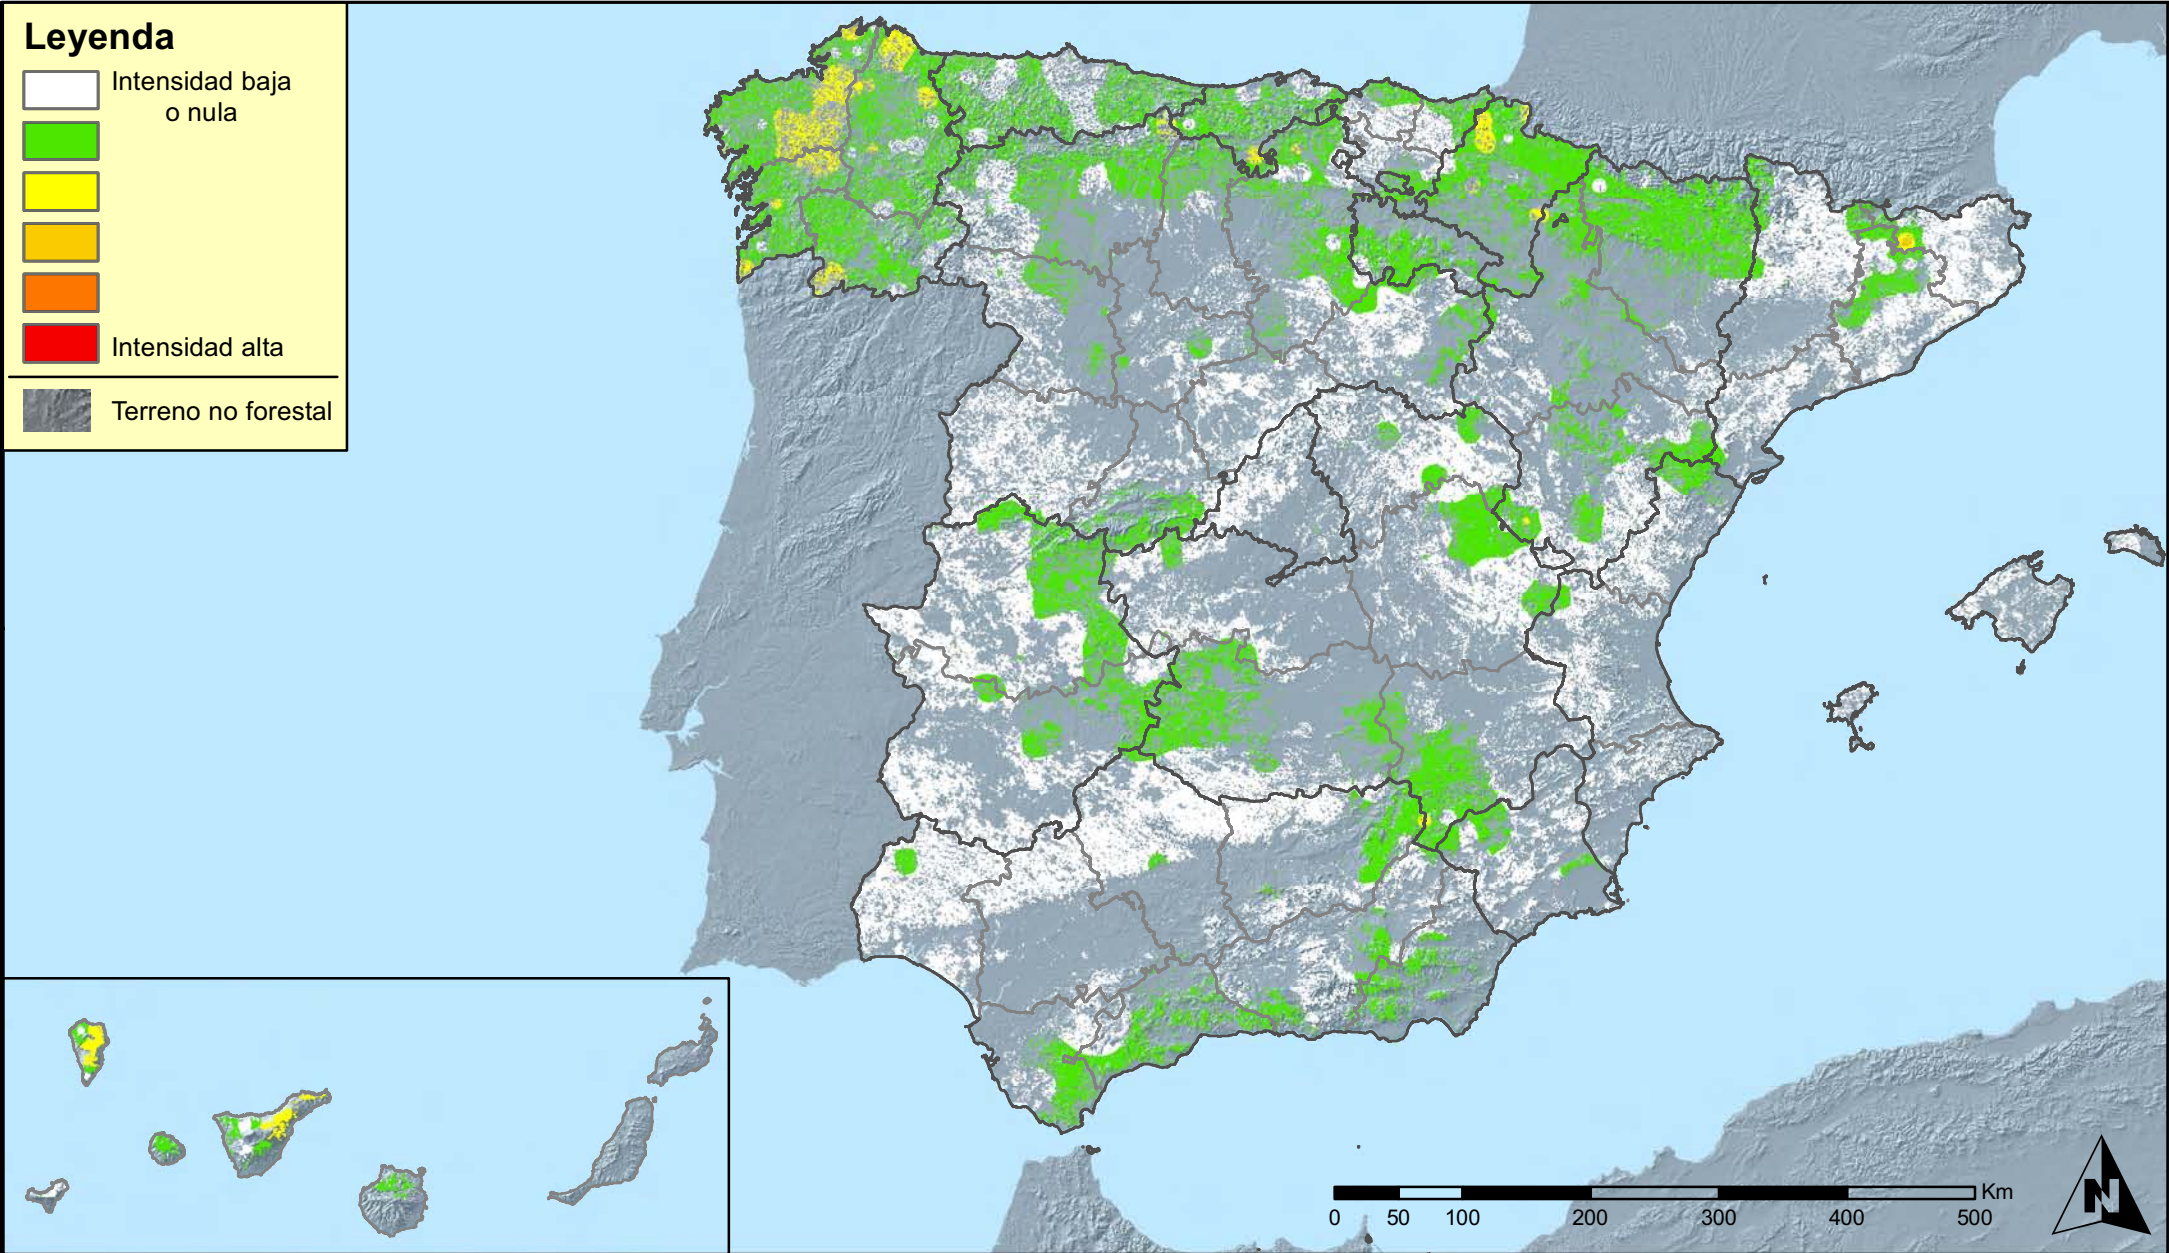 Leyenda
Intensidad baja
o nula
Intensidad alta
Terreno no forestal
Km
0 50 100 200 300 400 500
N